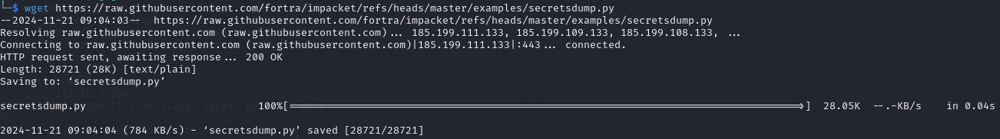 └─$ wget https://raw.githubusercontent.com/fortra/impacket/refs/heads/master/examples/secretsdump.py
--2024-11-21 09:04:03--  https://raw.githubusercontent.com/fortra/impacket/refs/heads/master/examples/secretsdump.py
Resolving raw.githubusercontent.com (raw.githubusercontent.com)... 185.199.111.133, 185.199.109.133, 185.199.108.133, ...
Connecting to raw.githubusercontent.com (raw.githubusercontent.com)|185.199.111.133|:443... connected.
HTTP request sent, awaiting response... 200 OK
Length: 28721 (28K) [text/plain]
Saving to: ‘secretsdump.py’
172.16.3.224
secretsdump.py 100%[===================>] 28.05K --.-KB/s in 0.04s
2024-11-21 09:04:04 (784 KB/s) - ‘secretsdump.py’ saved [28721/28721]